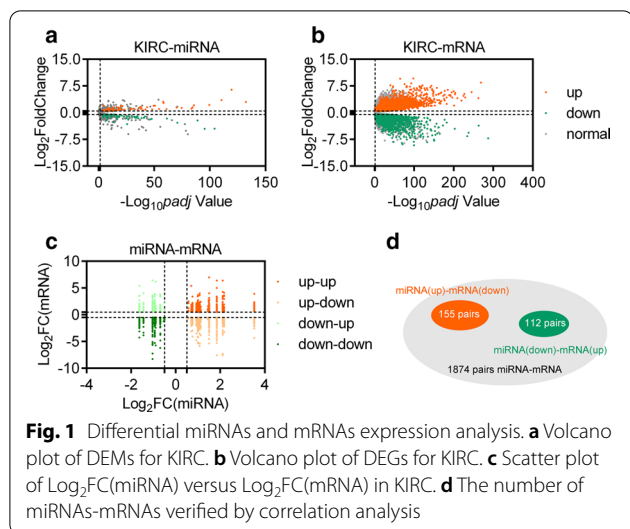 a
KIRC-miRNA
15.0
7.5
0.0
-7.5
-15.0
Log2FoldChange
0 50 100 150
-Log10padj Value
b
KIRC-mRNA
15.0
7.5
0.0
-7.5
-15.0
Log2FoldChange
0 100 200 300 400
-Log10padj Value
up
down
normal
c
miRNA-mRNA
10
5
0
-5
-10
Log2FC(mRNA)
-4 -2 0 2 4
Log2FC(miRNA)
up-up
up-down
down-up
down-down
d
miRNA(up)-mRNA(down)
155 pairs
112 pairs
miRNA(down)-mRNA(up)
1874 pairs miRNA-mRNA
Fig. 1 Differential miRNAs and mRNAs expression analysis. a Volcano
plot of DEMs for KIRC. b Volcano plot of DEGs for KIRC. c Scatter plot
of Log2FC(miRNA) versus Log2FC(mRNA) in KIRC. d The number of
miRNAs-mRNAs verified by correlation analysis